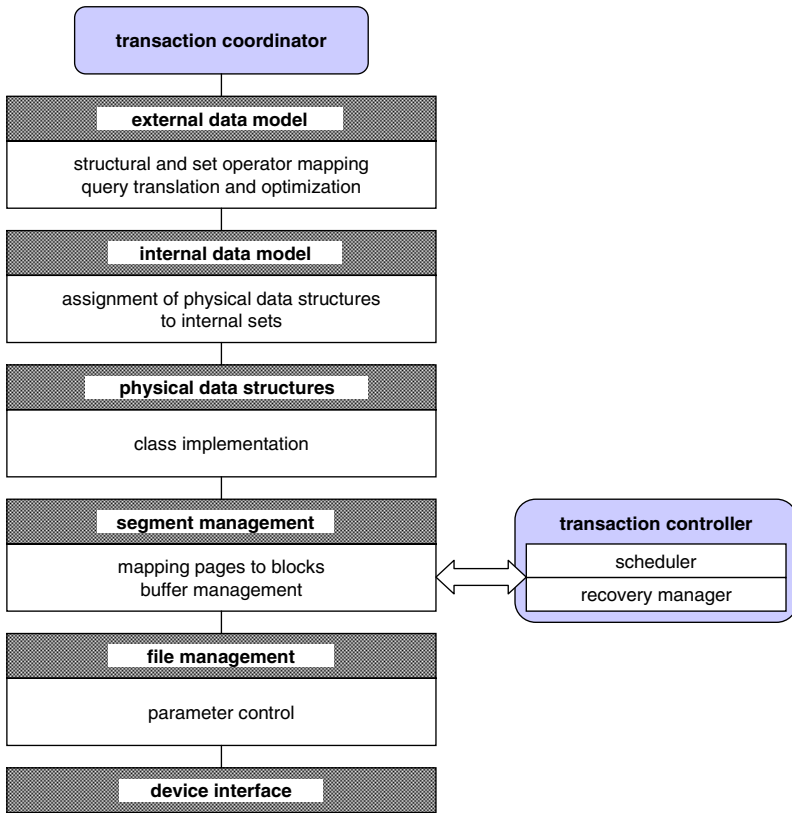 transaction coordinator
external data model
structural and set operator mapping
query translation and optimization
internal data model
assignment of physical data structures
to internal sets
physical data structures
class implementation
segment management
mapping pages to blocks
buffer management
transaction controller
scheduler
recovery manager
file management
parameter control
device interface